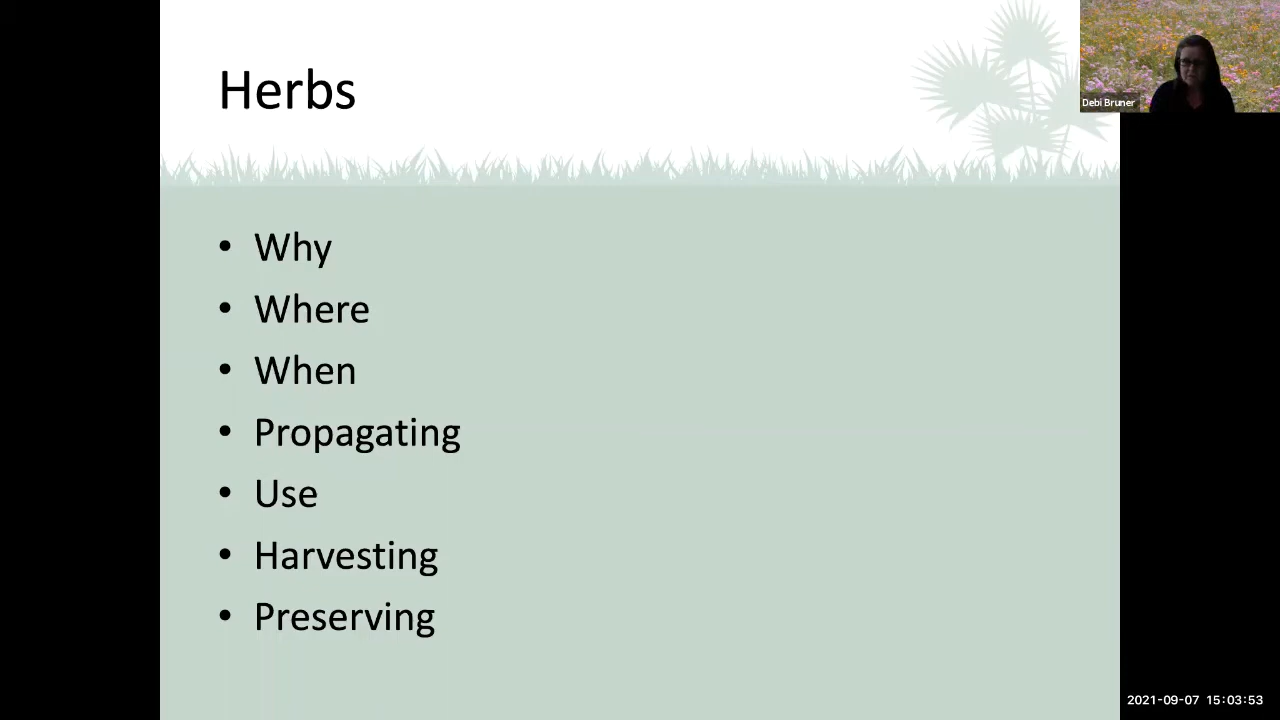 Herbs
Debi Bruner
• Why
• Where
• When
• Propagating
• Use
• Harvesting
• Preserving
2021-09-07 15:03:53